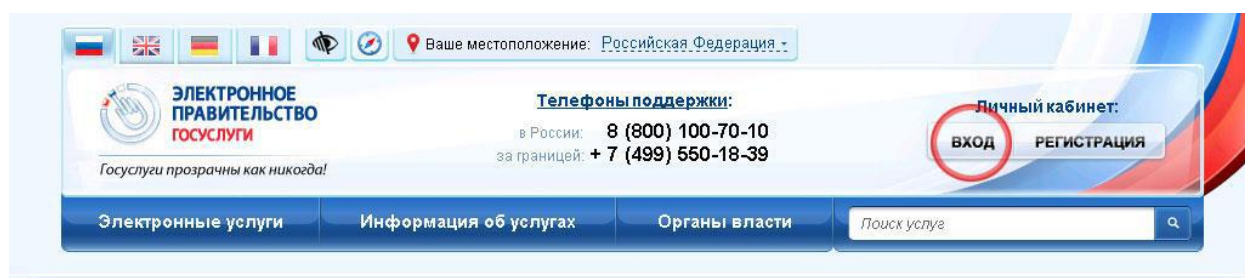 Ваше местоположение: Российская Федерация
ЭЛЕКТРОННОЕ
ПРАВИТЕЛЬСТВО
ГОСУСЛУГИ
Госуслуги прозрачны как никогда!
Телефоны поддержки:
в России: 8 (800) 100-70-10
за границей: + 7 (499) 550-18-39
Личный кабинет:
ВХОД РЕГИСТРАЦИЯ
Электронные услуги Информация об услугах Органы власти Поиск услуг